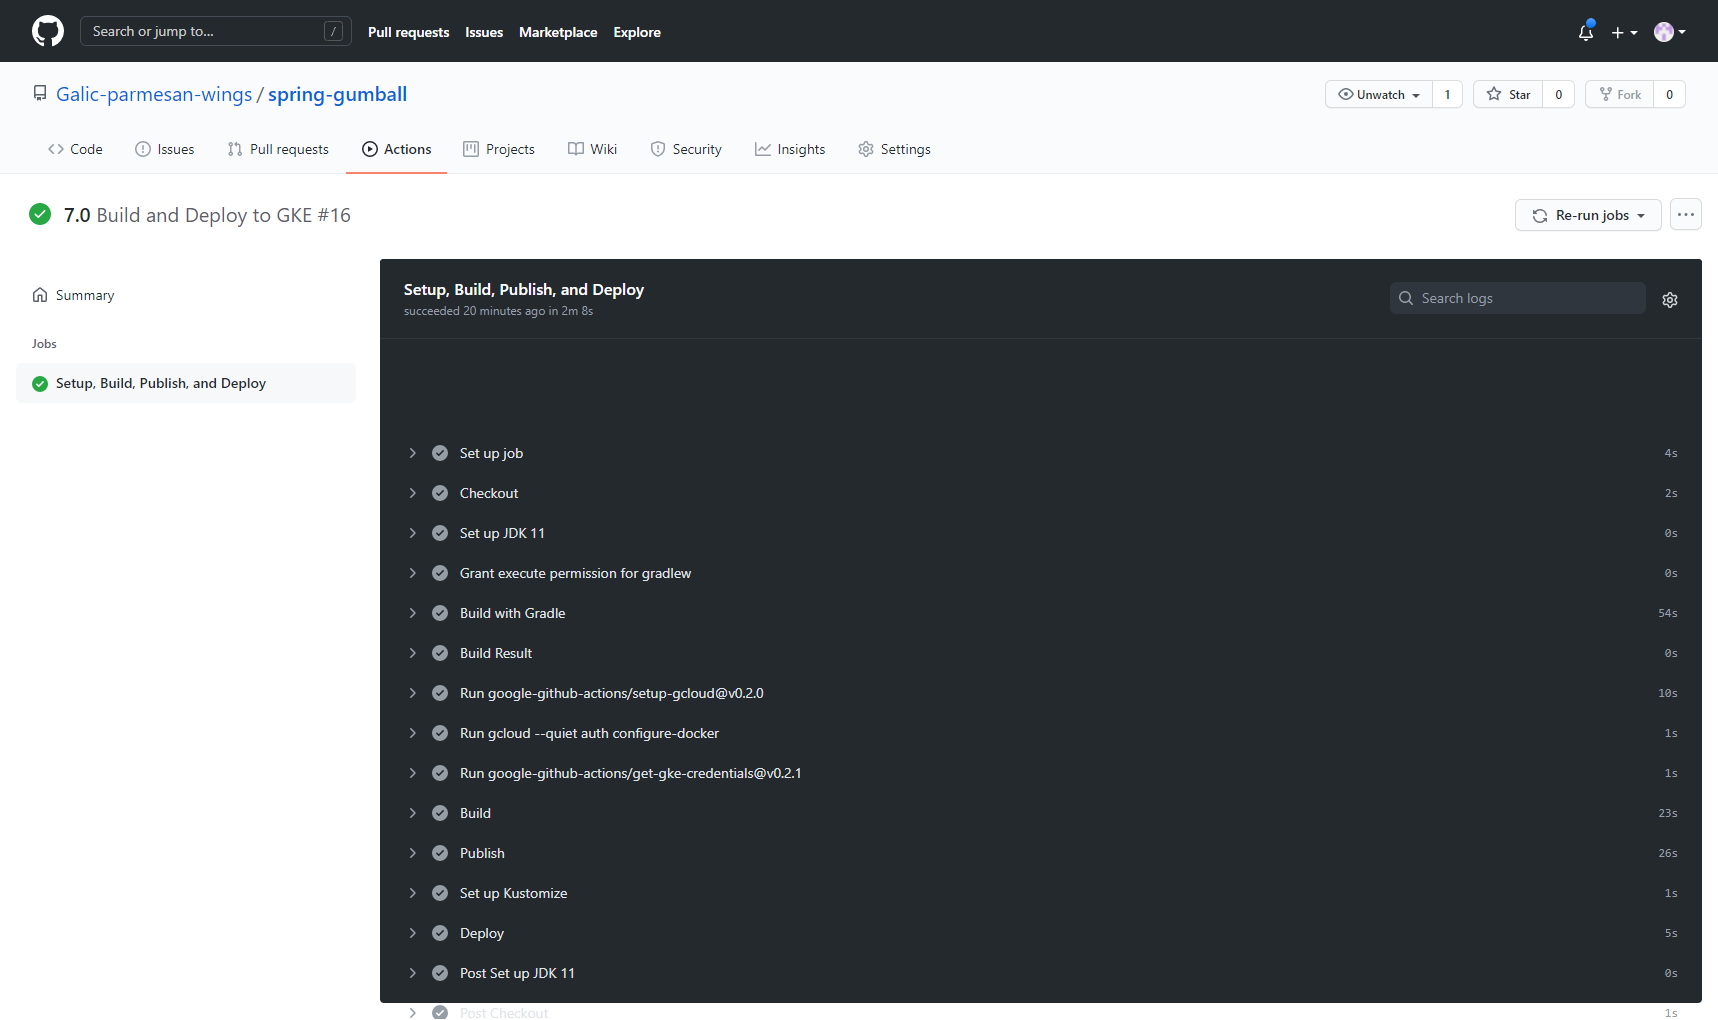 Search or jump to... /
Pull requests Issues Marketplace Explore
Galic-parmesan-wings / spring-gumball
Unwatch 1 Star 0 Fork 0
Code Issues Pull requests Actions Projects Wiki Security Insights Settings
7.0 Build and Deploy to GKE #16
Re-run jobs ...
Summary
Jobs
Setup, Build, Publish, and Deploy
Setup, Build, Publish, and Deploy
succeeded 20 minutes ago in 2m 8s
Search logs
Set up job 4s
Checkout 2s
Set up JDK 11 0s
Grant execute permission for gradlew 0s
Build with Gradle 54s
Build Result 0s
Run google-github-actions/setup-gcloud@v0.2.0 10s
Run gcloud --quiet auth configure-docker 1s
Run google-github-actions/get-gke-credentials@v0.2.1 1s
Build 23s
Publish 26s
Set up Kustomize 1s
Deploy 5s
Post Set up JDK 11 0s
Post Checkout 1s